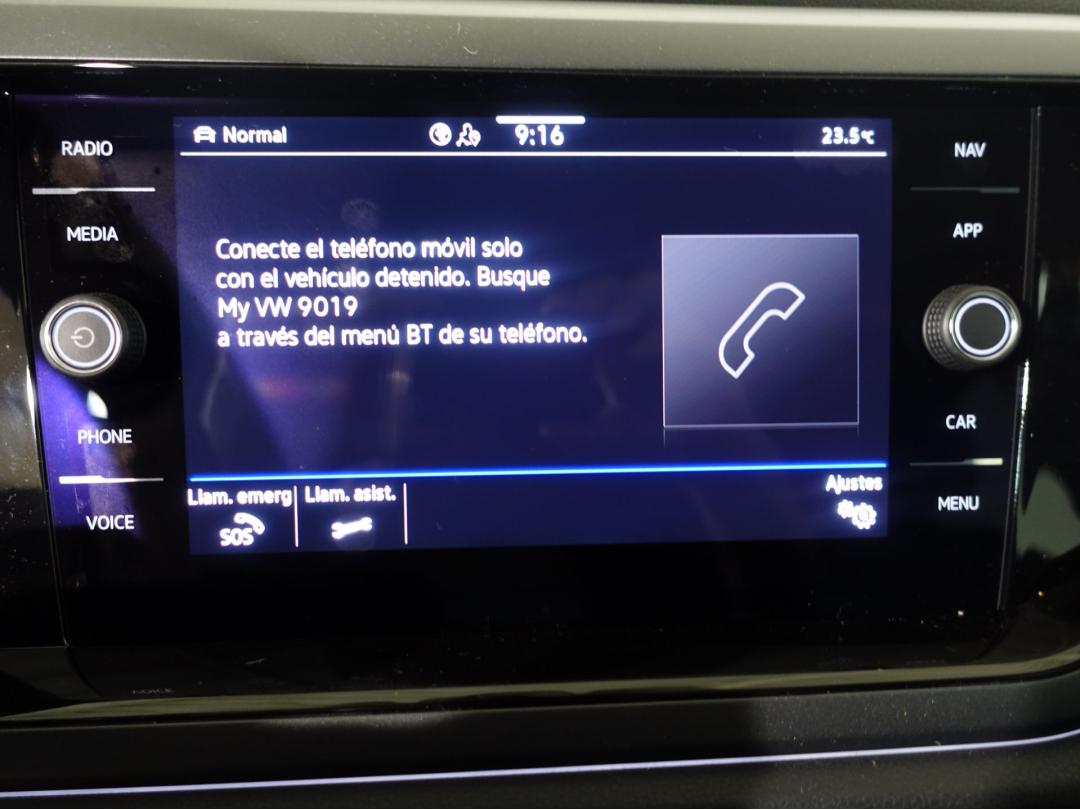 RADIO
MEDIA
PHONE
VOICE
Normal
9:16
23.5°C
Conecte el teléfono móvil solo
con el vehículo detenido. Busque
My VW 9019
a través del menú BT de su teléfono.
Llam. emerg
SOS
Llam. asist.
Ajustes
NAV
APP
CAR
MENU
VOICE